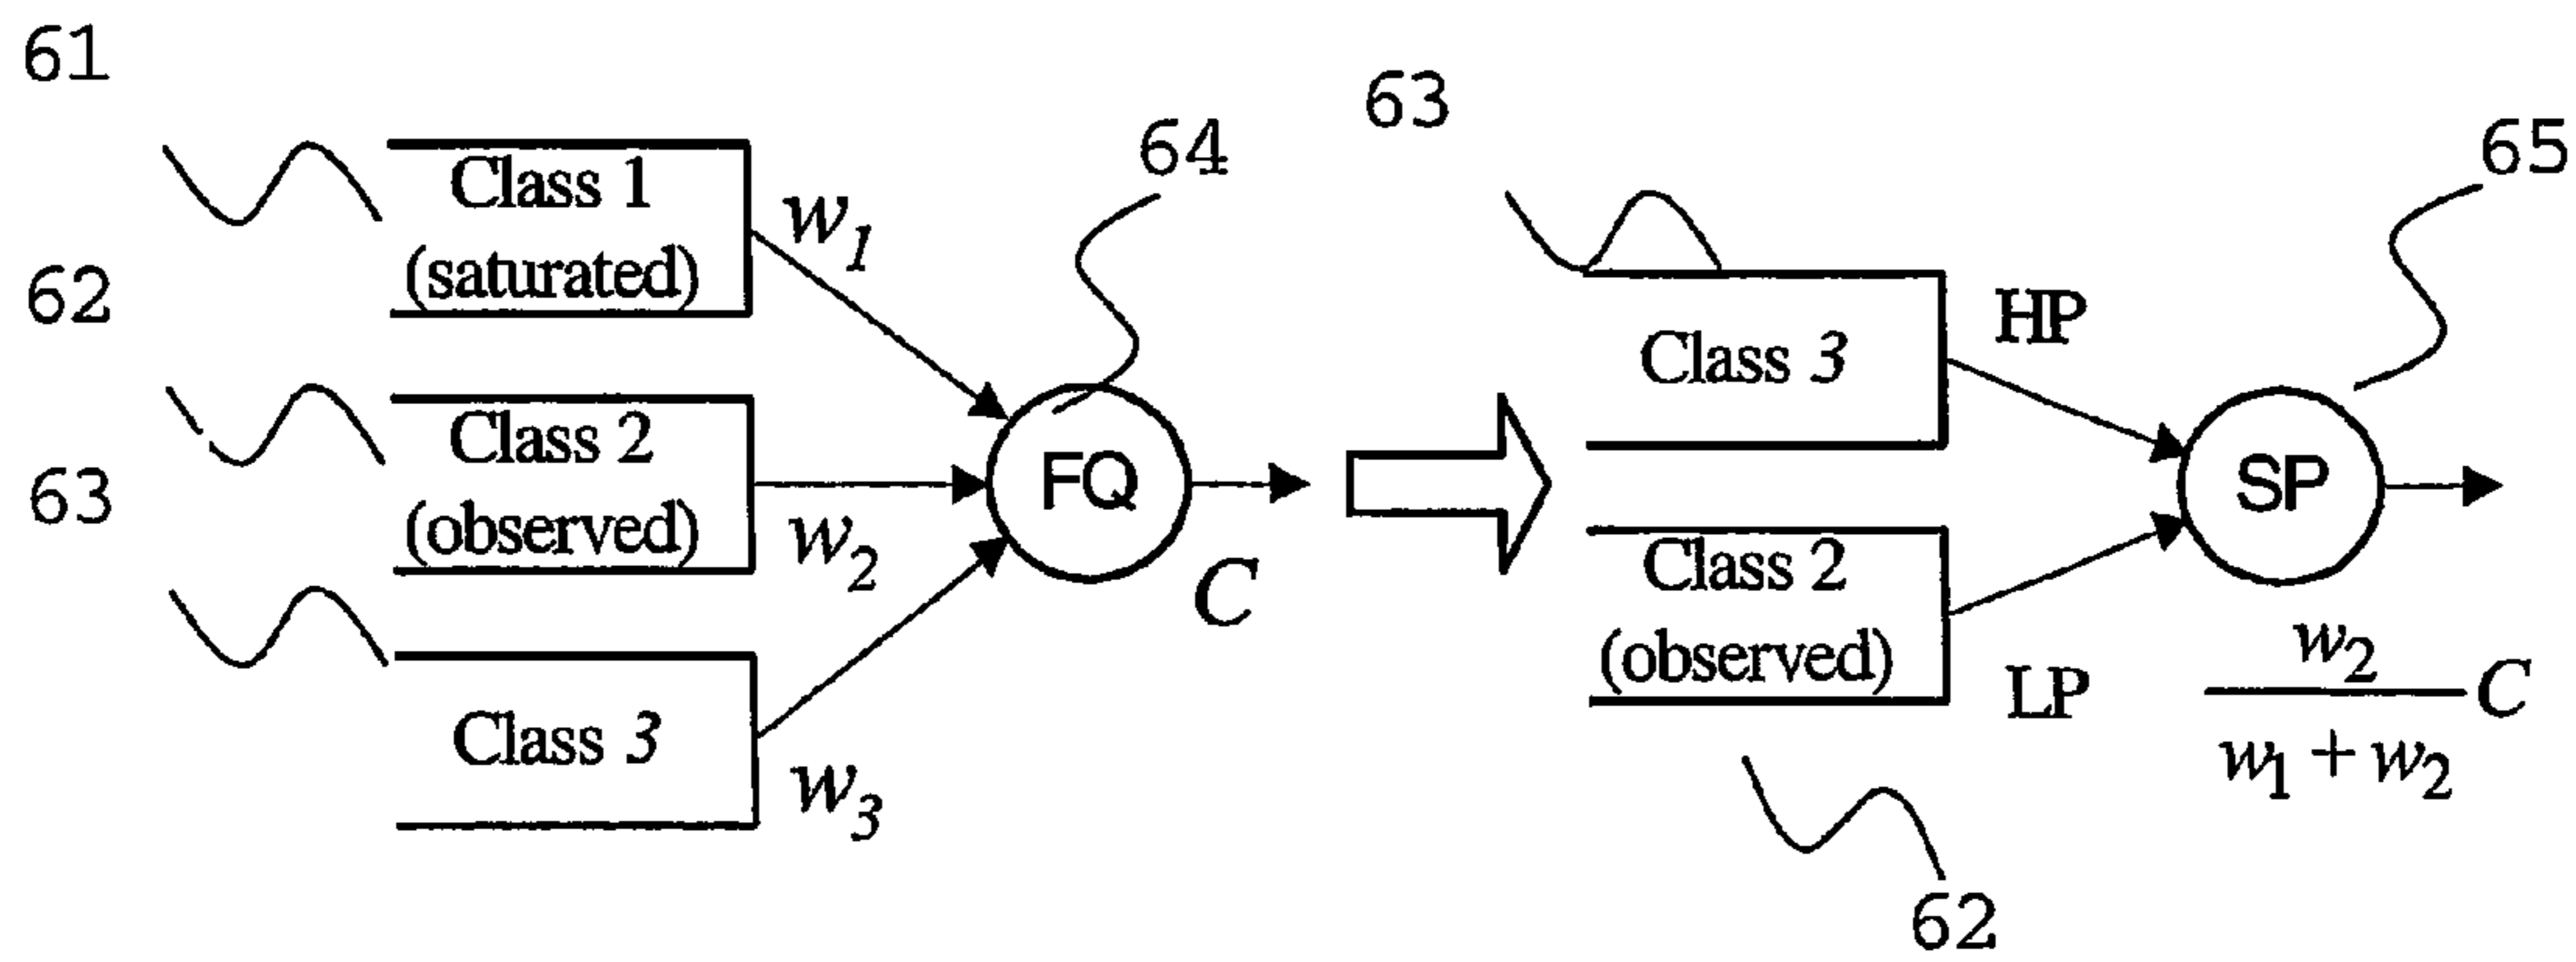 61
Class 1
(saturated)
w1
62
Class 2
(observed)
w2
63
Class 3
w3
64
FQ
C
63
Class 3
HP
65
SP
Class 2
(observed)
LP
w2
w1 + w2
C
62